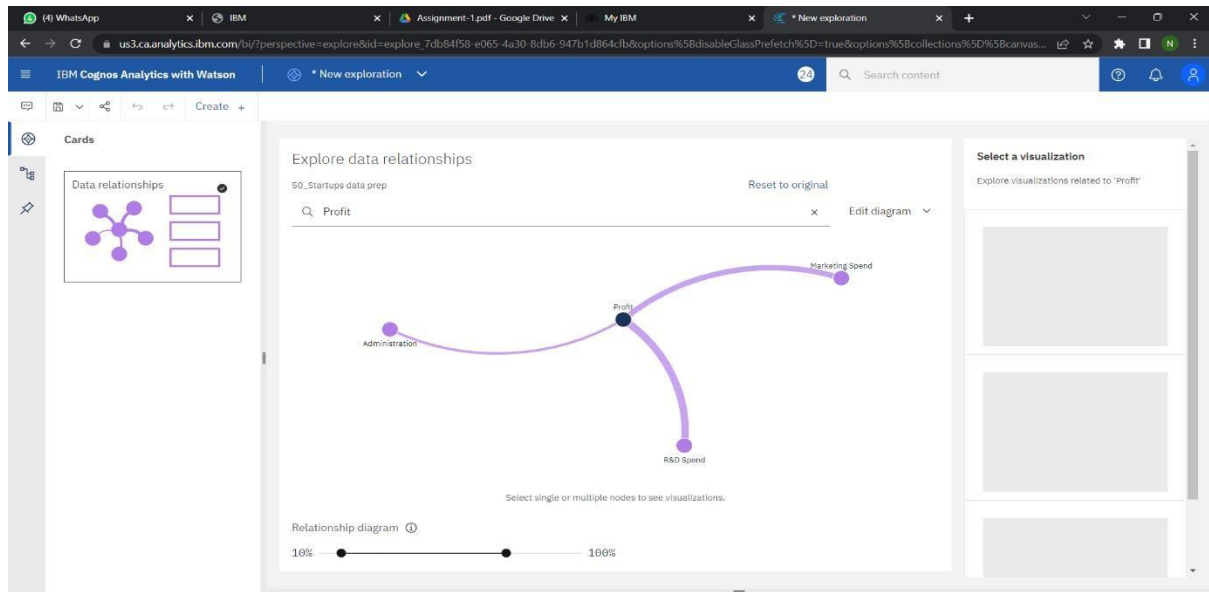 (4) WhatsApp
IBM
Assignment-1.pdf - Google Drive
My IBM
* New exploration
us3.ca.analytics.ibm.com/bi/?perspective=explore&id=explore_7db84f58-e065-4a30-8db6-947b1d864cfb&options%5BdisableGlassPrefetch%5D=true&options%5Bcollections%5D%5Bcanvas...
N
IBM Cognos Analytics with Watson
* New exploration
24
Search content
Create +
Cards
Data relationships
Explore data relationships
50_Startups data prep
Reset to original
Profit
Edit diagram
Marketing Spend
Profit
Administration
R&D Spend
Select single or multiple nodes to see visualizations.
Relationship diagram
10%
100%
Select a visualization
Explore visualizations related to 'Profit'